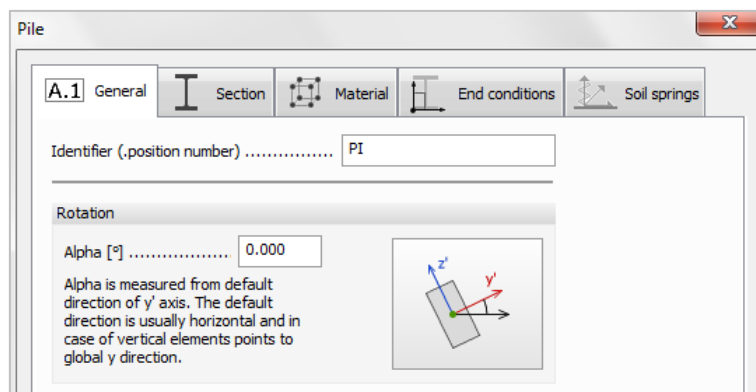 Pile
A.1 General Section Material End conditions Soil springs
Identifier (.position number) ................ PI
Rotation
Alpha [°] ................... 0.000
Alpha is measured from default
direction of y' axis. The default
direction is usually horizontal and in
case of vertical elements points to
global y direction.
z'
y'